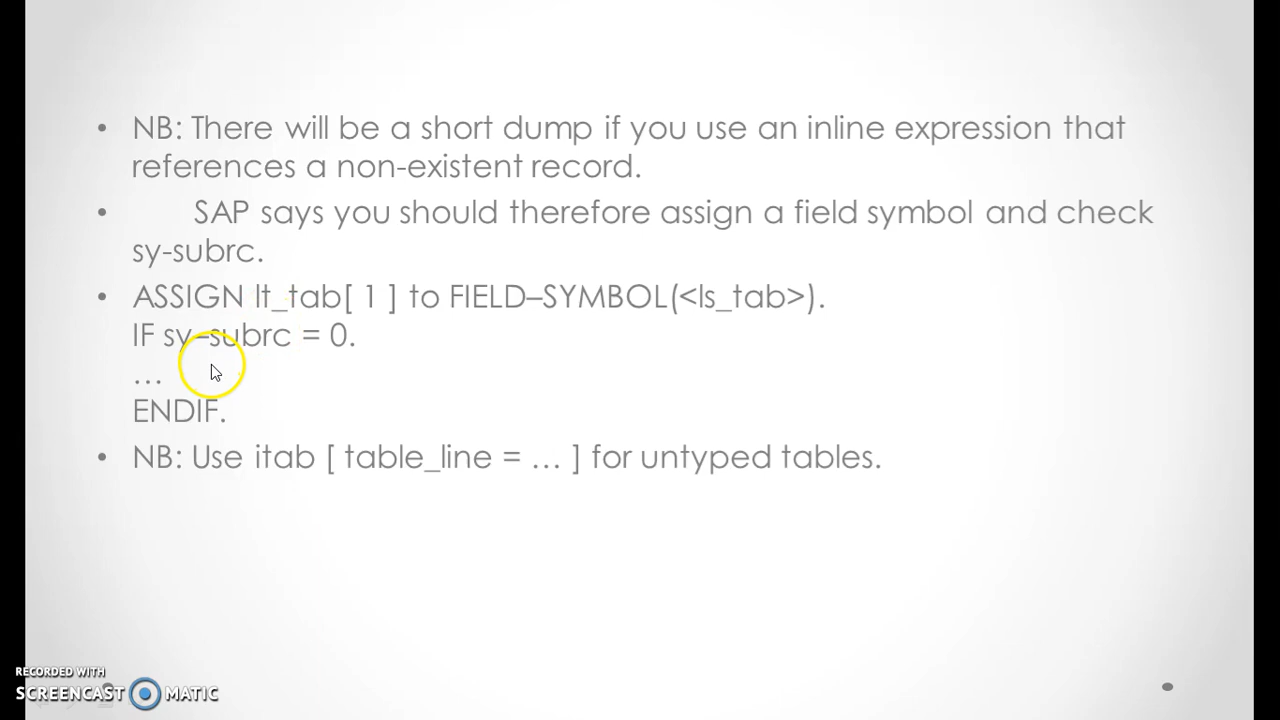 • NB: There will be a short dump if you use an inline expression that
references a non-existent record.
• SAP says you should therefore assign a field symbol and check
sy-subrc.
• ASSIGN lt_tab[ 1 ] to FIELD–SYMBOL(<ls_tab>).
IF sy–subrc = 0.
…
ENDIF.
• NB: Use itab [ table_line = … ] for untyped tables.
RECORDED WITH
SCREENCAST MATIC